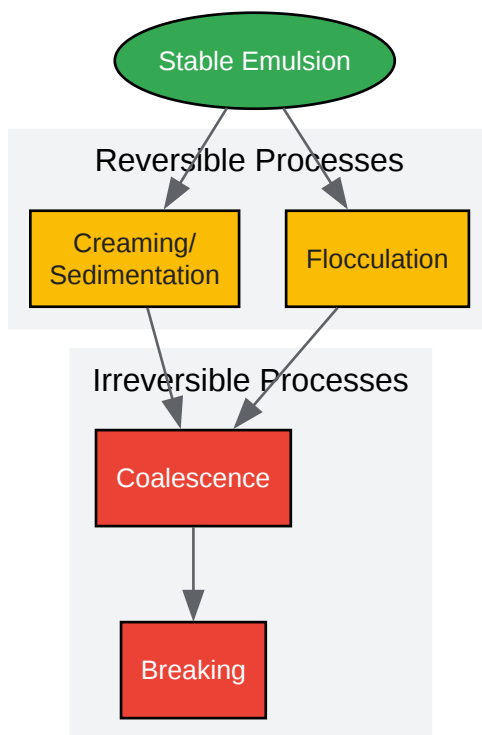 Stable Emulsion
Reversible Processes
Creaming/
Sedimentation
Flocculation
Irreversible Processes
Coalescence
Breaking